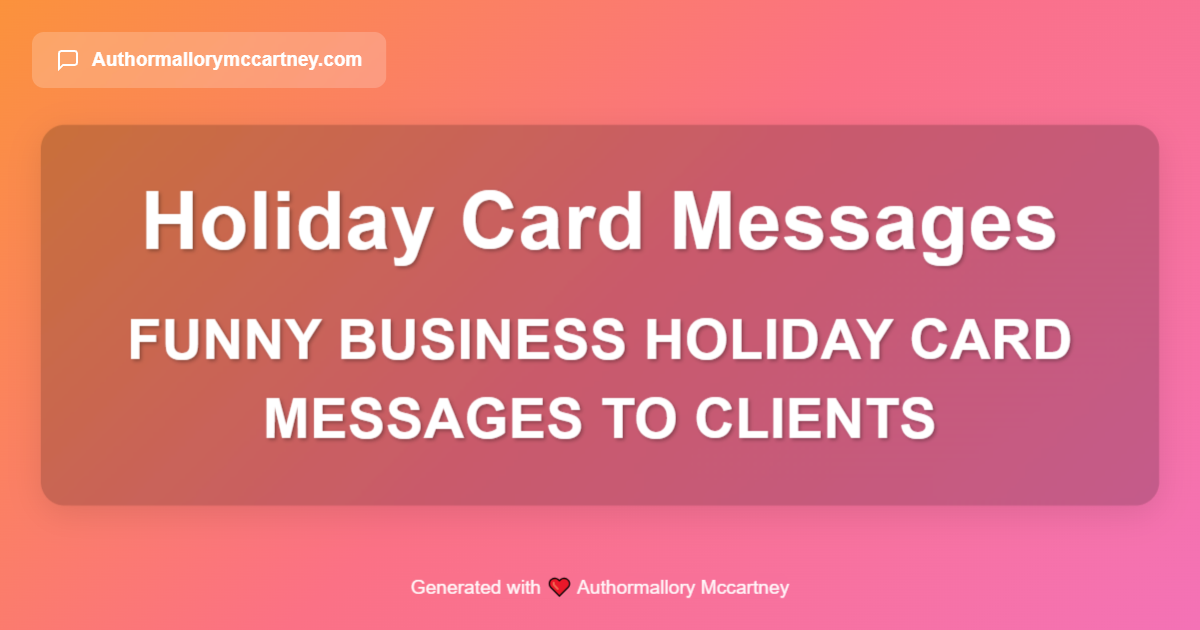 Authormallorymccartney.com
Holiday Card Messages
FUNNY BUSINESS HOLIDAY CARD
MESSAGES TO CLIENTS
Generated with ❤️ Authormallory Mccartney